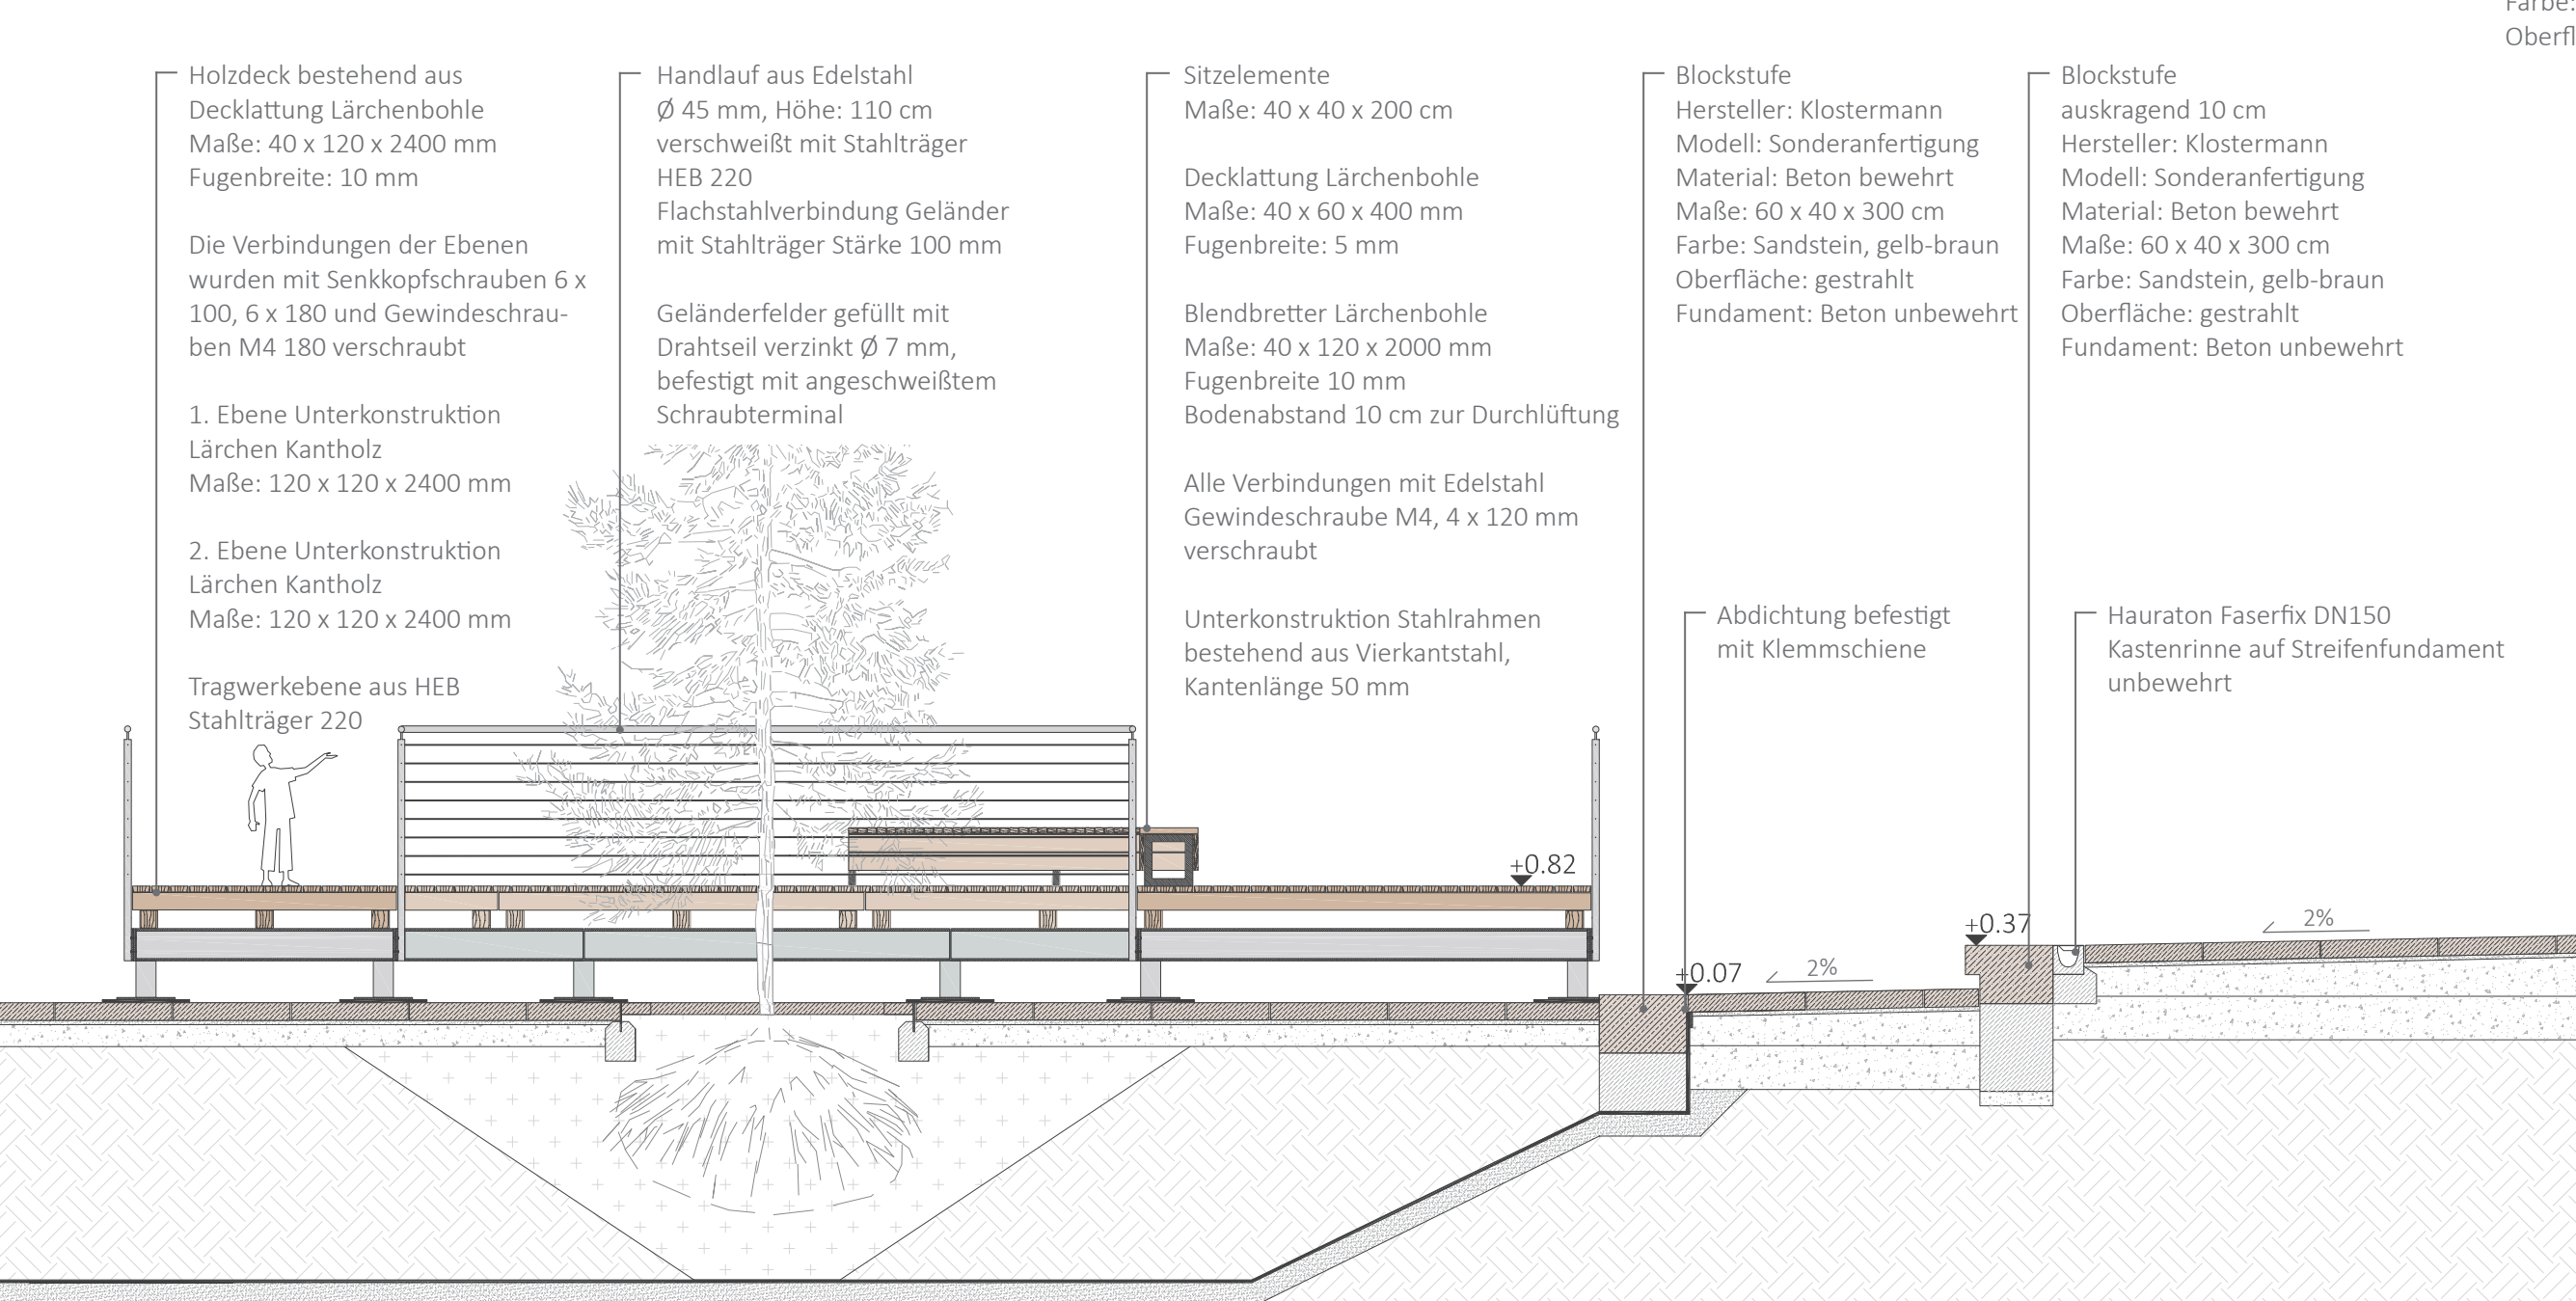 Farbe:
Oberfl
Holzdeck bestehend aus
Decklattung Lärchenbohle
Maße: 40 x 120 x 2400 mm
Fugenbreite: 10 mm
Die Verbindungen der Ebenen
wurden mit Senkkopfschrauben 6 x
100, 6 x 180 und Gewindeschrau-
ben M4 180 verschraubt
1. Ebene Unterkonstruktion
Lärchen Kantholz
Maße: 120 x 120 x 2400 mm
2. Ebene Unterkonstruktion
Lärchen Kantholz
Maße: 120 x 120 x 2400 mm
Tragwerkebene aus HEB
Stahlträger 220
Handlauf aus Edelstahl
Ø 45 mm, Höhe: 110 cm
verschweißt mit Stahlträger
HEB 220
Flachstahlverbindung Geländer
mit Stahlträger Stärke 100 mm
Geländerfelder gefüllt mit
Drahtseil verzinkt Ø 7 mm,
befestigt mit angeschweißtem
Schraubterminal
Sitzelemente
Maße: 40 x 40 x 200 cm
Decklattung Lärchenbohle
Maße: 40 x 60 x 400 mm
Fugenbreite: 5 mm
Blendbretter Lärchenbohle
Maße: 40 x 120 x 2000 mm
Fugenbreite 10 mm
Bodenabstand 10 cm zur Durchlüftung
Alle Verbindungen mit Edelstahl
Gewindeschraube M4, 4 x 120 mm
verschraubt
Unterkonstruktion Stahlrahmen
bestehend aus Vierkantstahl,
Kantenlänge 50 mm
Blockstufe
Hersteller: Klostermann
Modell: Sonderanfertigung
Material: Beton bewehrt
Maße: 60 x 40 x 300 cm
Farbe: Sandstein, gelb-braun
Oberfläche: gestrahlt
Fundament: Beton unbewehrt
Blockstufe
auskragend 10 cm
Hersteller: Klostermann
Modell: Sonderanfertigung
Material: Beton bewehrt
Maße: 60 x 40 x 300 cm
Farbe: Sandstein, gelb-braun
Oberfläche: gestrahlt
Fundament: Beton unbewehrt
Abdichtung befestigt
mit Klemmschiene
Hauraton Faserfix DN150
Kastenrinne auf Streifenfundament
unbewehrt
+0.82
+0.37
2%
+0.07
2%